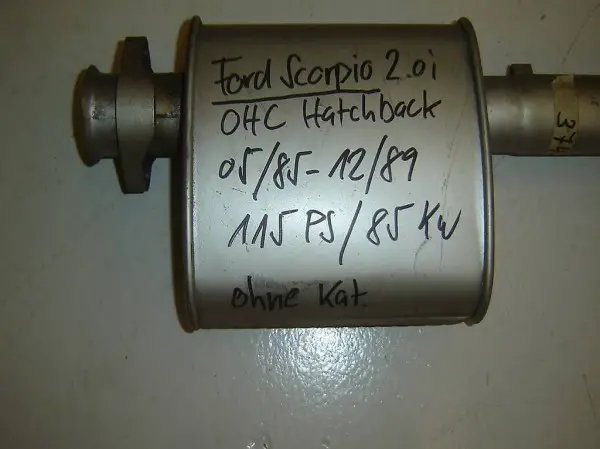 Ford Scorpio 2.0i
OHC Hatchback
05/85-12/89
115 PS/85 KW
ohne Kat.